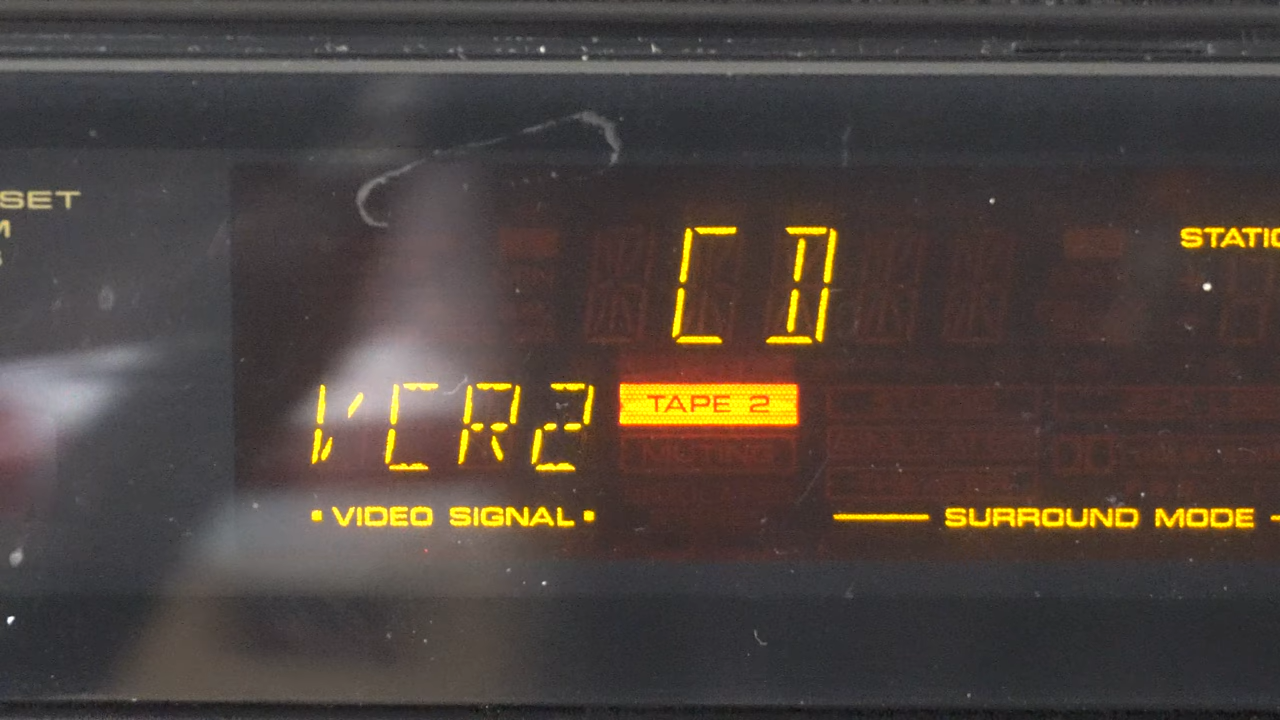 SET
M
CD
STATIO
VCR2
TAPE 2
MUTING
VIDEO SIGNAL
SURROUND MODE